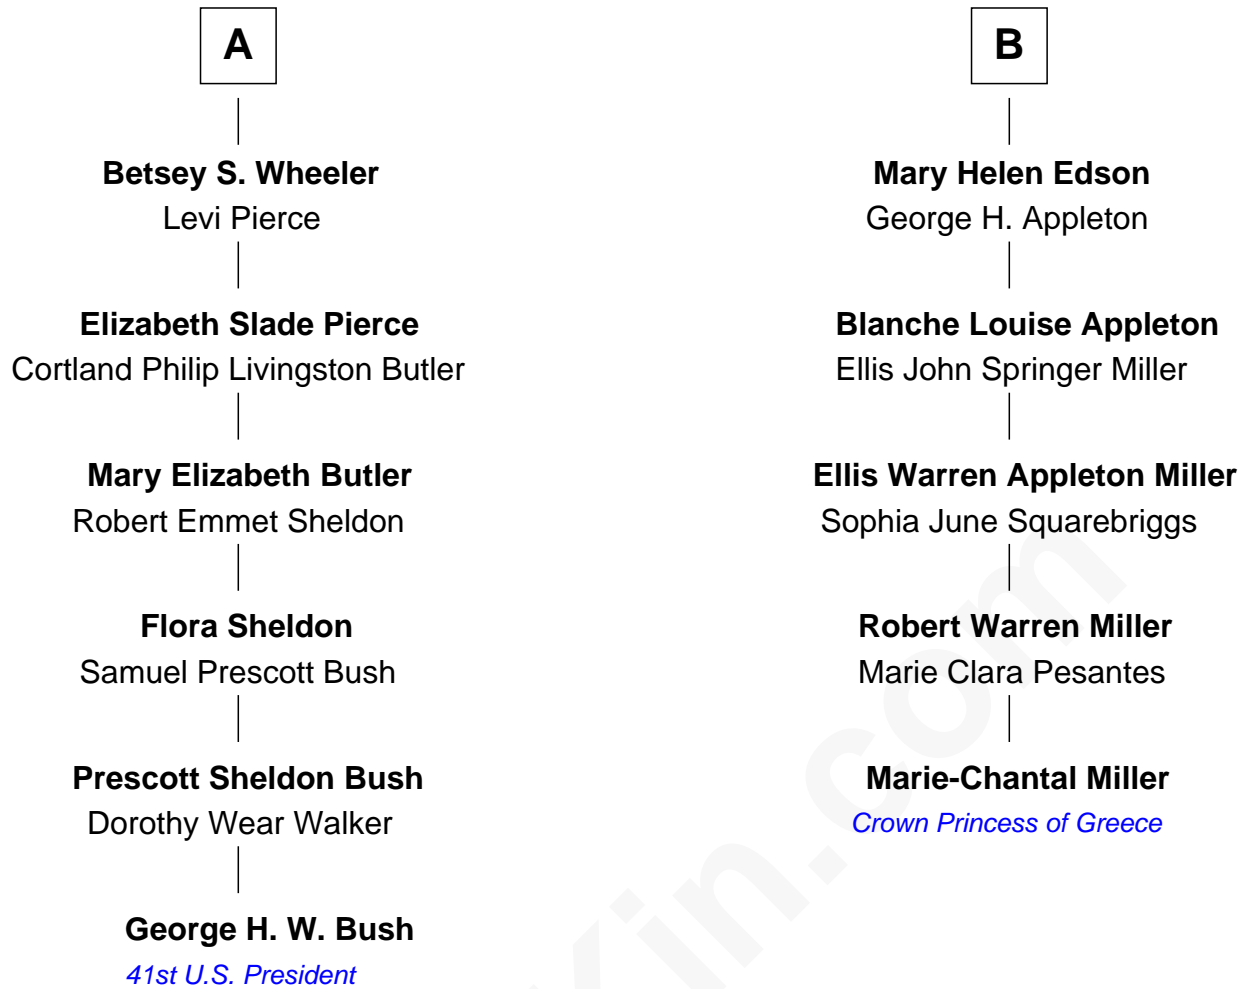 A
Betsey S. Wheeler
Levi Pierce
Elizabeth Slade Pierce
Cortland Philip Livingston Butler
Mary Elizabeth Butler
Robert Emmet Sheldon
Flora Sheldon
Samuel Prescott Bush
Prescott Sheldon Bush
Dorothy Wear Walker
George H. W. Bush
41st U.S. President
B
Mary Helen Edson
George H. Appleton
Blanche Louise Appleton
Ellis John Springer Miller
Ellis Warren Appleton Miller
Sophia June Squarebriggs
Robert Warren Miller
Marie Clara Pesantes
Marie-Chantal Miller
Crown Princess of Greece